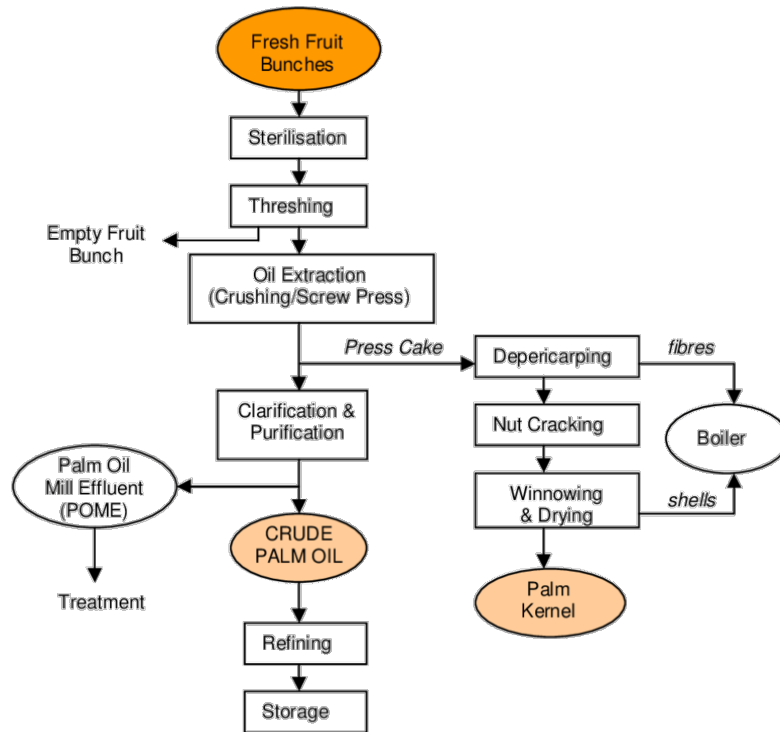 Fresh Fruit
Bunches
Sterilisation
Threshing
Empty Fruit
Bunch
Oil Extraction
(Crushing/Screw Press)
Press Cake
Depericarping
fibres
Clarification &
Purification
Nut Cracking
Boiler
Palm Oil
Mill Effluent
(POME)
Winnowing
& Drying
shells
CRUDE
PALM OIL
Treatment
Palm
Kernel
Refining
Storage